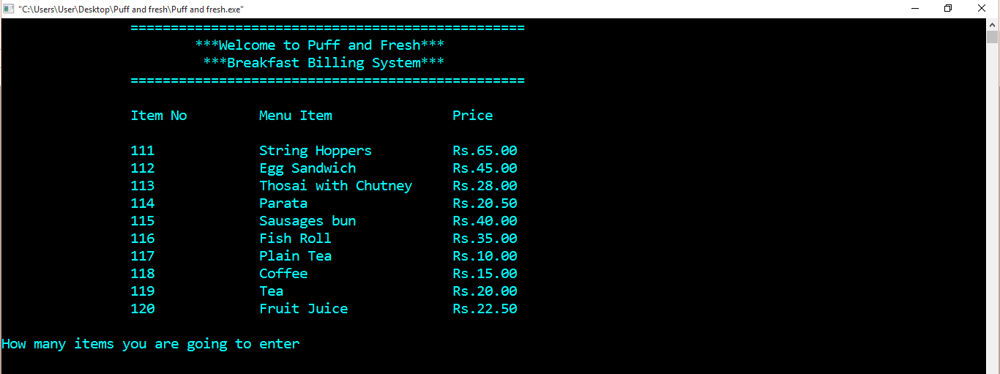 "C:\Users\User\Desktop\Puff and fresh\Puff and fresh.exe"
=================================================
***Welcome to Puff and Fresh***
***Breakfast Billing System***
=================================================
Item No Menu Item Price
111 String Hoppers Rs.65.00
112 Egg Sandwich Rs.45.00
113 Thosai with Chutney Rs.28.00
114 Parata Rs.20.50
115 Sausages bun Rs.40.00
116 Fish Roll Rs.35.00
117 Plain Tea Rs.10.00
118 Coffee Rs.15.00
119 Tea Rs.20.00
120 Fruit Juice Rs.22.50
How many items you are going to enter